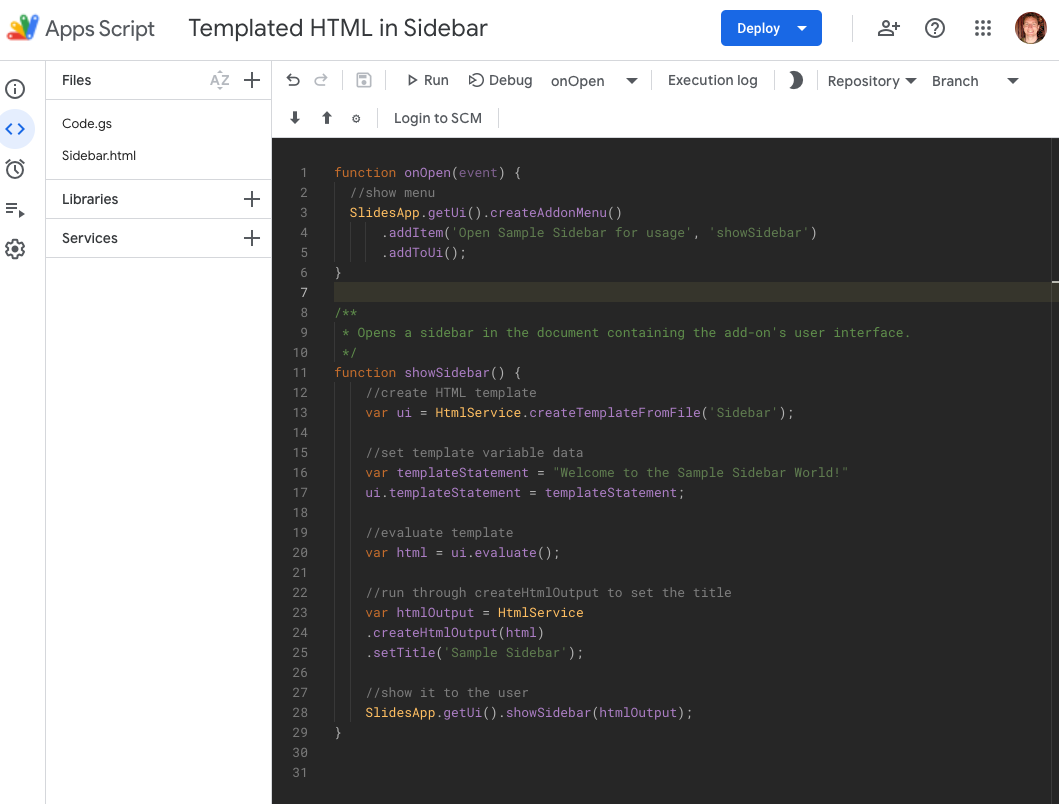 Apps Script Templated HTML in Sidebar Deploy
Files AZ Run Debug onOpen Execution log Repository Branch
Login to SCM
Code.gs
Sidebar.html
Libraries
Services
1 function onOpen(event) {
2 //show menu
3 SlidesApp.getUi().createAddonMenu()
4 .addItem('Open Sample Sidebar for usage', 'showSidebar')
5 .addToUi();
6 }
7
8 /**
9 * Opens a sidebar in the document containing the add-on's user interface.
10 */
11 function showSidebar() {
12 //create HTML template
13 var ui = HtmlService.createTemplateFromFile('Sidebar');
14
15 //set template variable data
16 var templateStatement = "Welcome to the Sample Sidebar World!"
17 ui.templateStatement = templateStatement;
18
19 //evaluate template
20 var html = ui.evaluate();
21
22 //run through createHtmlOutput to set the title
23 var htmlOutput = HtmlService
24 .createHtmlOutput(html)
25 .setTitle('Sample Sidebar');
26
27 //show it to the user
28 SlidesApp.getUi().showSidebar(htmlOutput);
29 }
30
31